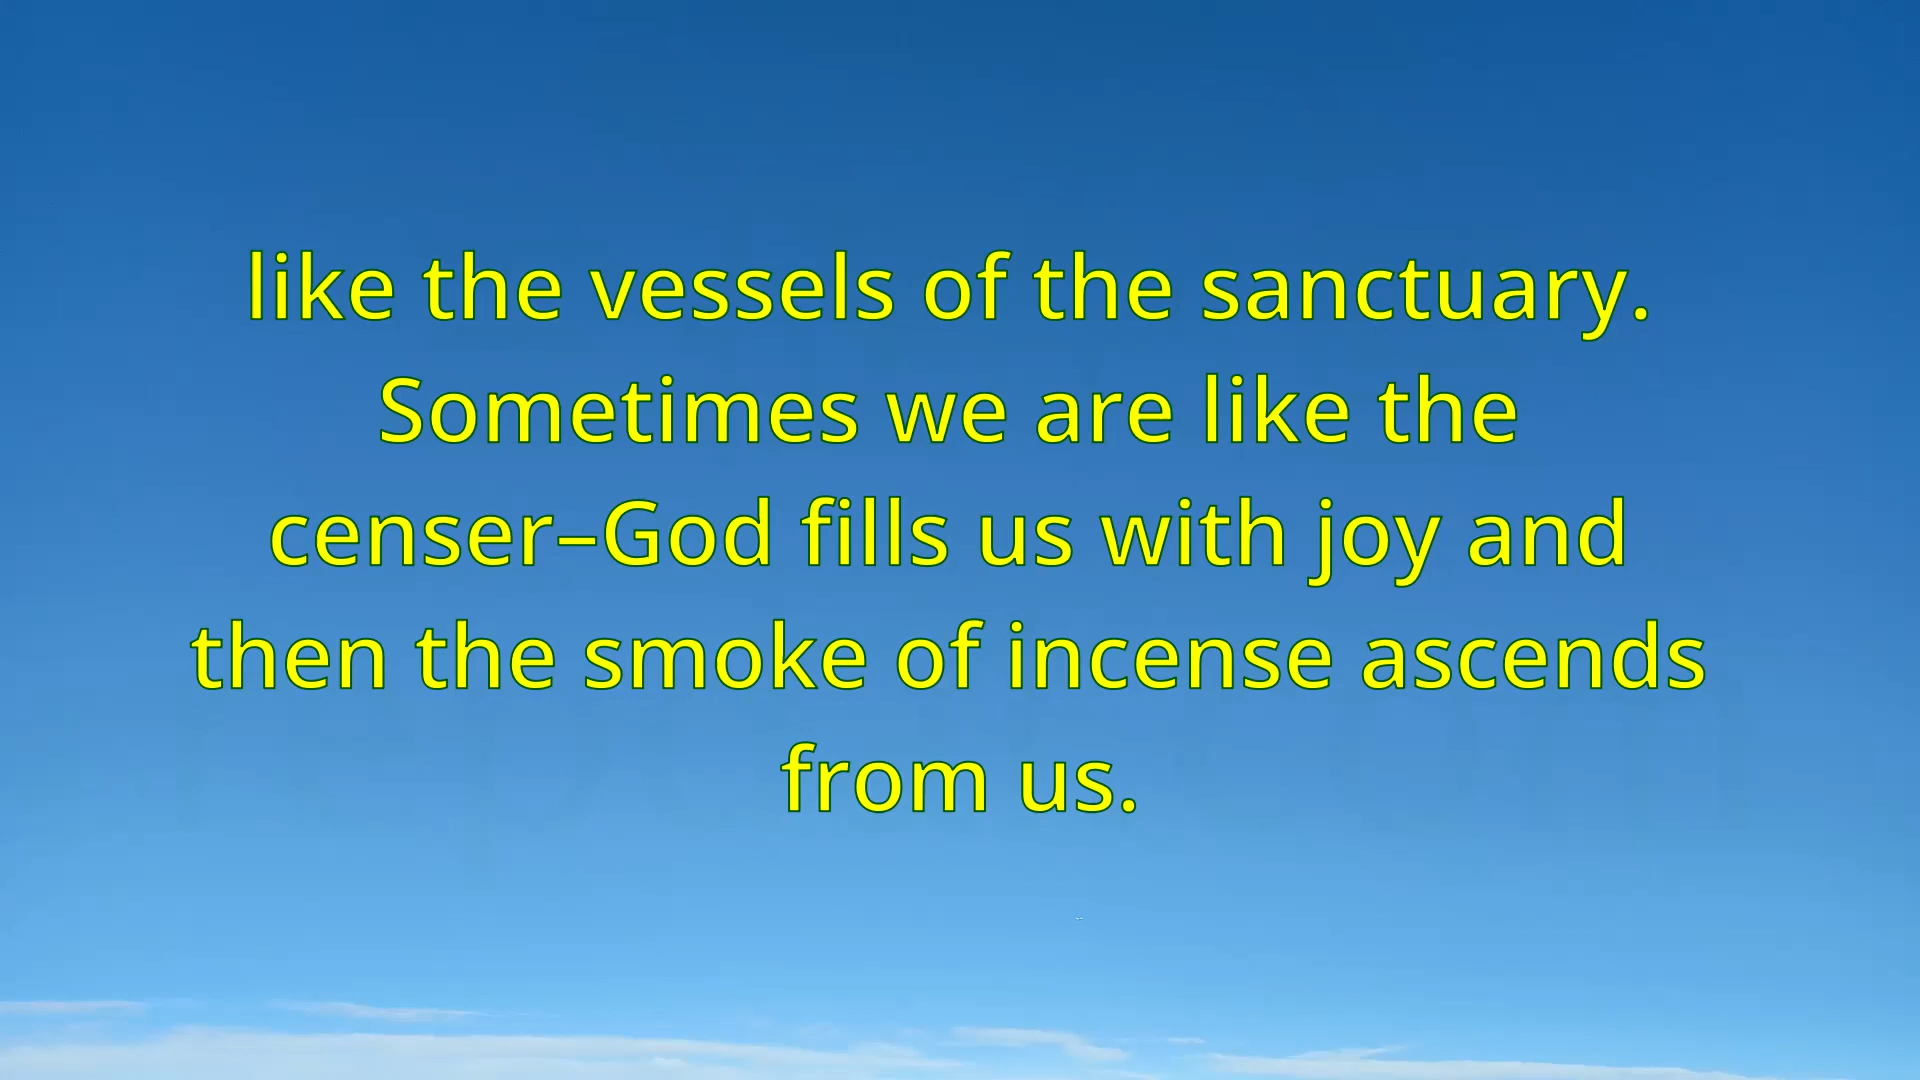 like the vessels of the sanctuary.
Sometimes we are like the
censer–God fills us with joy and
then the smoke of incense ascends
from us.